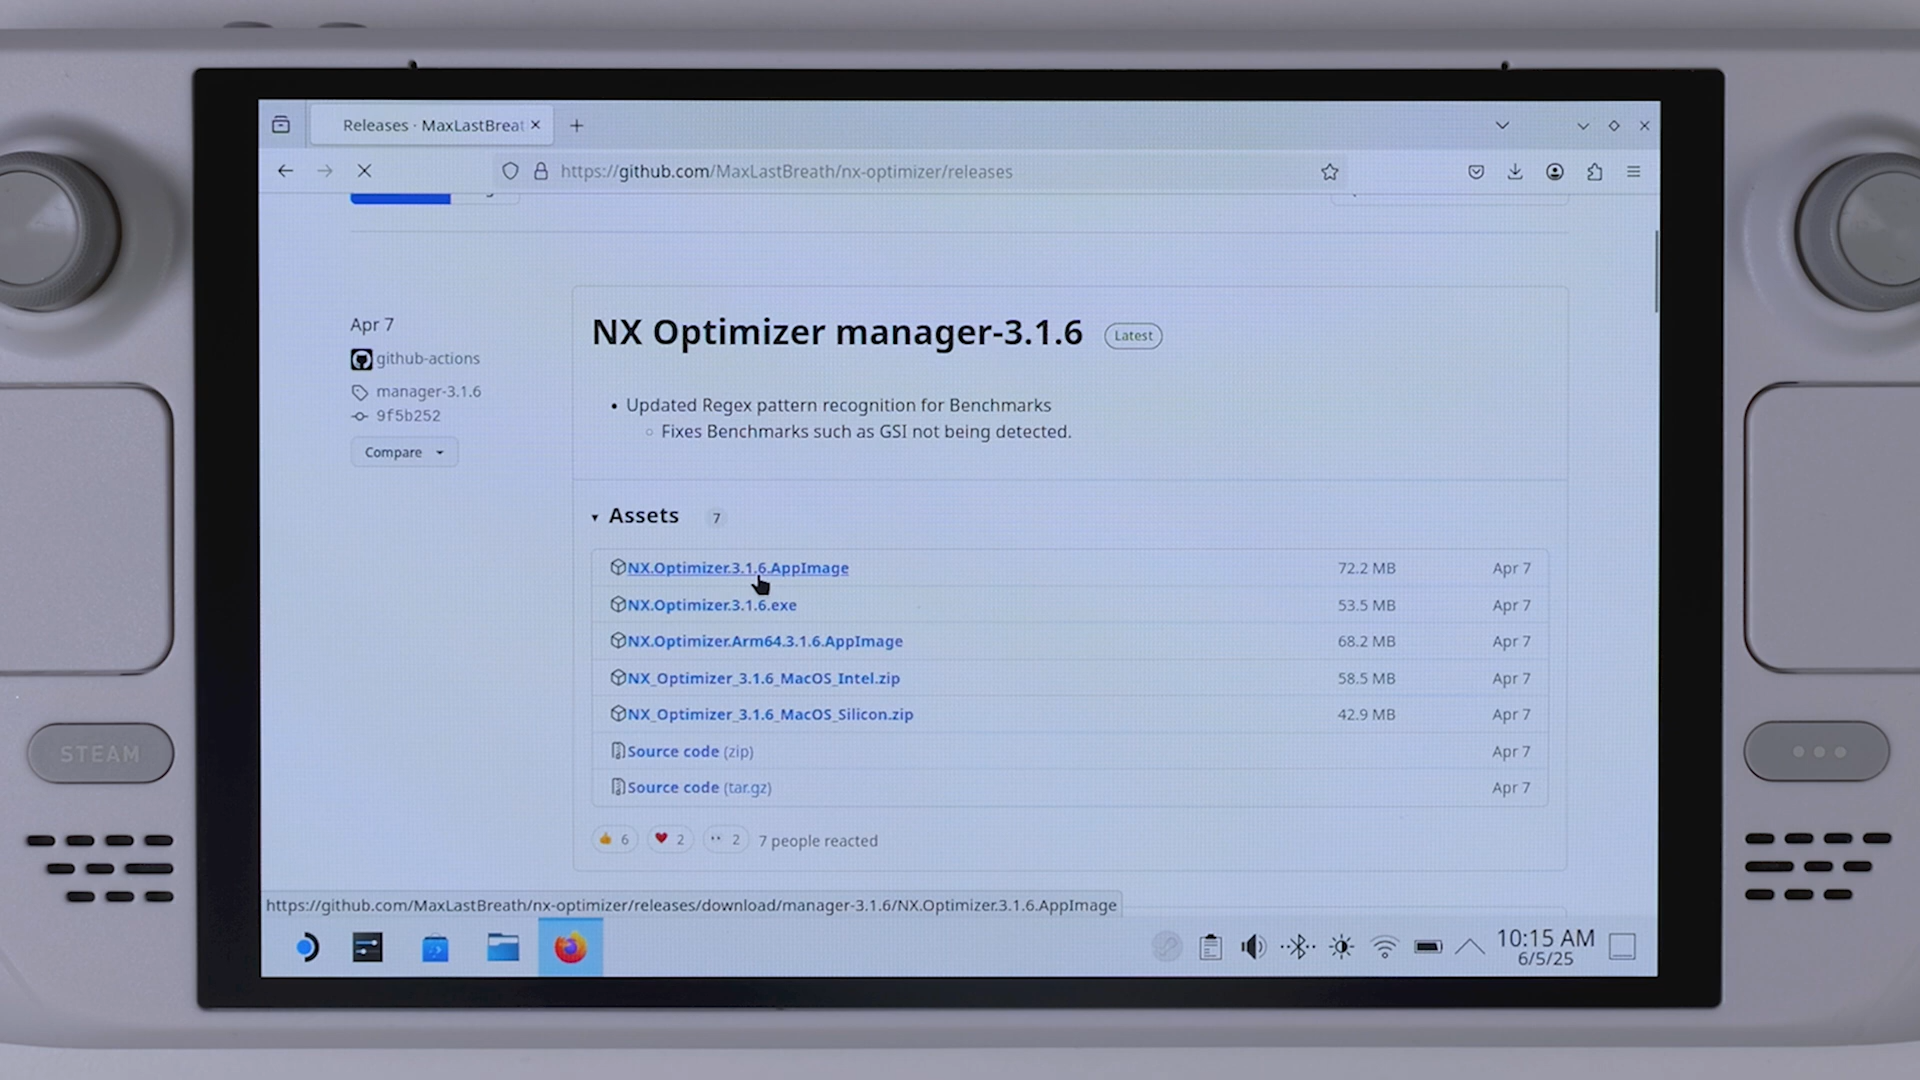 Releases · MaxLastBreat
https://github.com/MaxLastBreath/nx-optimizer/releases
Apr 7
github-actions
manager-3.1.6
9f5b252
Compare
NX Optimizer manager-3.1.6
Latest
• Updated Regex pattern recognition for Benchmarks
◦ Fixes Benchmarks such as GSI not being detected.
Assets 7
NX.Optimizer.3.1.6.AppImage 72.2 MB Apr 7
NX.Optimizer.3.1.6.exe 53.5 MB Apr 7
NX.Optimizer.Arm64.3.1.6.AppImage 68.2 MB Apr 7
NX_Optimizer_3.1.6_MacOS_Intel.zip 58.5 MB Apr 7
NX_Optimizer_3.1.6_MacOS_Silicon.zip 42.9 MB Apr 7
Source code (zip) Apr 7
Source code (tar.gz) Apr 7
6 2 2 7 people reacted
https://github.com/MaxLastBreath/nx-optimizer/releases/download/manager-3.1.6/NX.Optimizer.3.1.6.AppImage
10:15 AM
6/5/25
STEAM